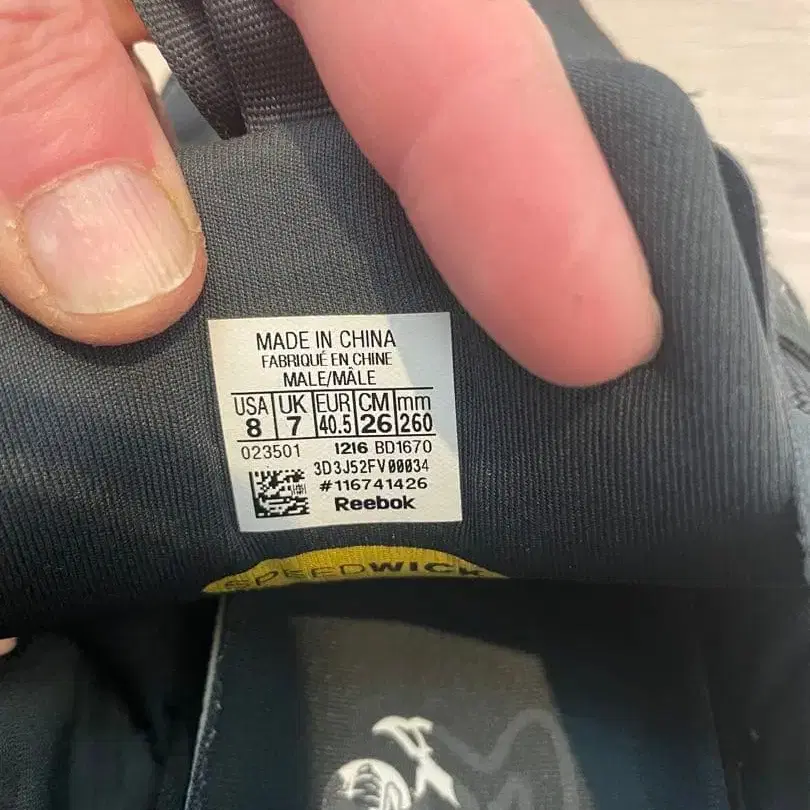 MADE IN CHINA
FABRIQUÉ EN CHINE
MALE/MÂLE
USA UK EUR CM mm
8 7 40.5 26 260
023501 1216 BD1670
3D3J52FV00034
#116741426
Reebok
SPEEDWICK